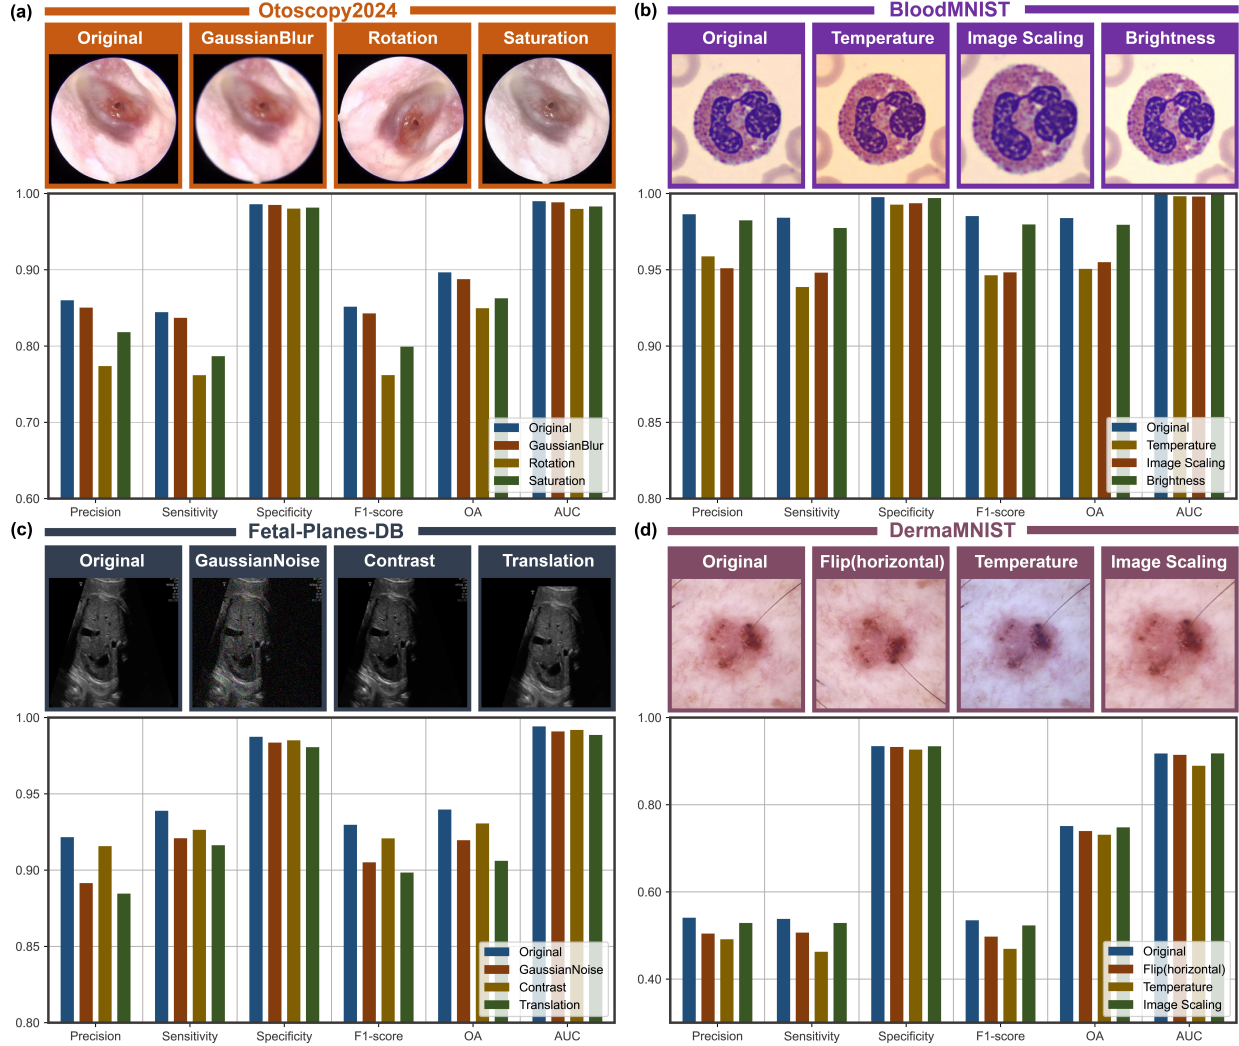 (a) Otoscopy2024
Original GaussianBlur Rotation Saturation
1.00
0.90
0.80
0.70
0.60
Original
GaussianBlur
Rotation
Saturation
Precision Sensitivity Specificity F1-score OA AUC
(b) BloodMNIST
Original Temperature Image Scaling Brightness
1.00
0.95
0.90
0.85
0.80
Original
Temperature
Image Scaling
Brightness
Precision Sensitivity Specificity F1-score OA AUC
(c) Fetal-Planes-DB
Original GaussianNoise Contrast Translation
1.00
0.95
0.90
0.85
0.80
Original
GaussianNoise
Contrast
Translation
Precision Sensitivity Specificity F1-score OA AUC
(d) DermaMNIST
Original Flip(horizontal) Temperature Image Scaling
1.00
0.80
0.60
0.40
Original
Flip(horizontal)
Temperature
Image Scaling
Precision Sensitivity Specificity F1-score OA AUC